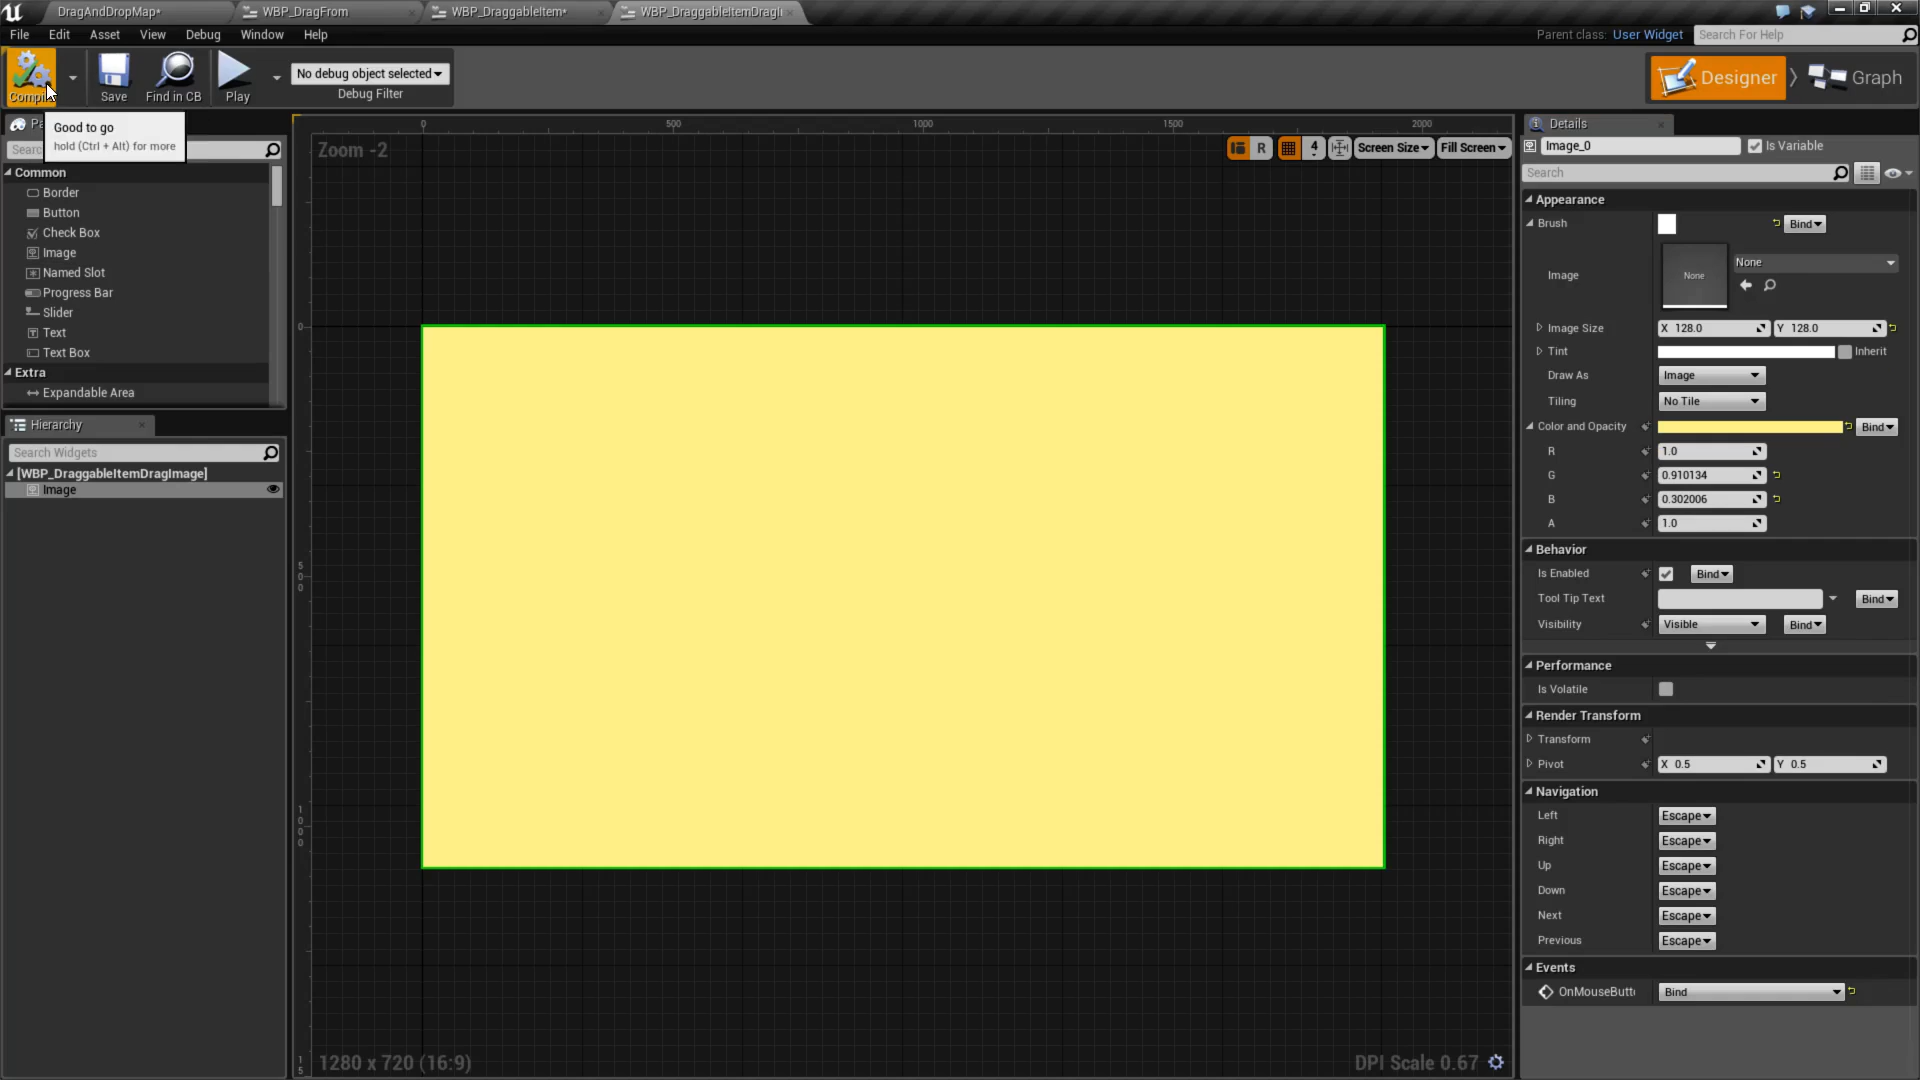 DragAndDropMap*
WBP_DragFrom
WBP_DraggableItem*
WBP_DraggableItemDragI
File Edit Asset View Debug Window Help
Parent class: User Widget
Search For Help
Save
Find in CB
Play
No debug object selected
Debug Filter
Designer
Graph
Good to go
hold (Ctrl + Alt) for more
Common
Border
Button
Check Box
Image
Named Slot
Progress Bar
Slider
Text
Text Box
Extra
Expandable Area
Hierarchy
Search Widgets
[WBP_DraggableItemDragImage]
Image
0 500 1000 1500 2000
Zoom -2
R
4
Screen Size
Fill Screen
0
500
1000
15
1280 x 720 (16:9)
DPI Scale 0.67
Details
Image_0
Is Variable
Search
Appearance
Brush Bind
Image None None
Image Size X 128.0 Y 128.0
Tint Inherit
Draw As Image
Tiling No Tile
Color and Opacity Bind
R 1.0
G 0.910134
B 0.302006
A 1.0
Behavior
Is Enabled Bind
Tool Tip Text Bind
Visibility Visible Bind
Performance
Is Volatile
Render Transform
Transform
Pivot X 0.5 Y 0.5
Navigation
Left Escape
Right Escape
Up Escape
Down Escape
Next Escape
Previous Escape
Events
OnMouseButt Bind